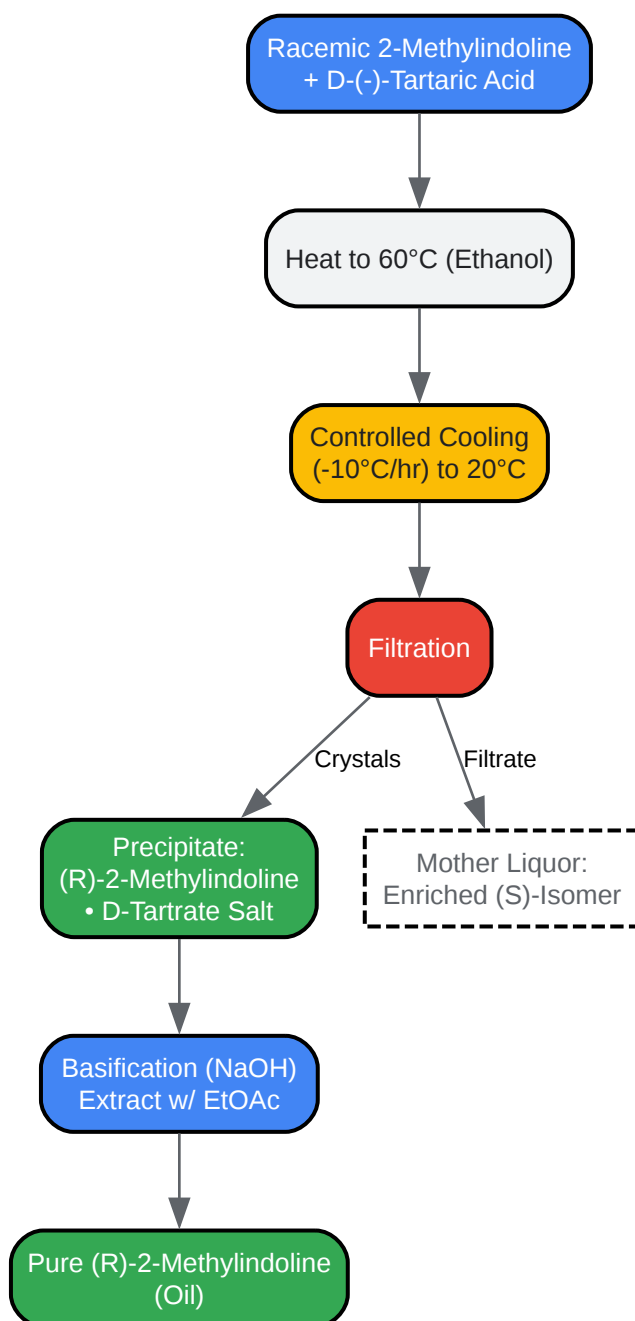 Racemic 2-Methylindoline
+ D-(-)-Tartaric Acid
Heat to 60°C (Ethanol)
Controlled Cooling
(-10°C/hr) to 20°C
Filtration
Crystals
Filtrate
Precipitate:
(R)-2-Methylindoline
• D-Tartrate Salt
Mother Liquor:
Enriched (S)-Isomer
Basification (NaOH)
Extract w/ EtOAc
Pure (R)-2-Methylindoline
(Oil)